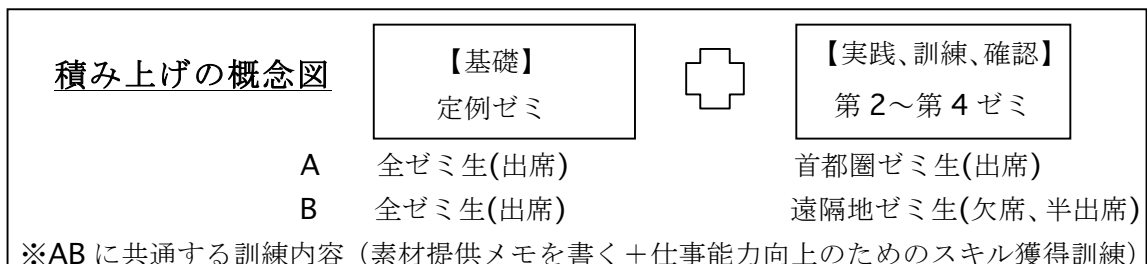 積み上げの概念図
【基礎】
定例ゼミ
【実践、訓練、確認】
第 2～第 4 ゼミ
A 全ゼミ生(出席) 首都圏ゼミ生(出席)
B 全ゼミ生(出席) 遠隔地ゼミ生(欠席、半出席)
※AB に共通する訓練内容（素材提供メモを書く＋仕事能力向上のためのスキル獲得訓練）